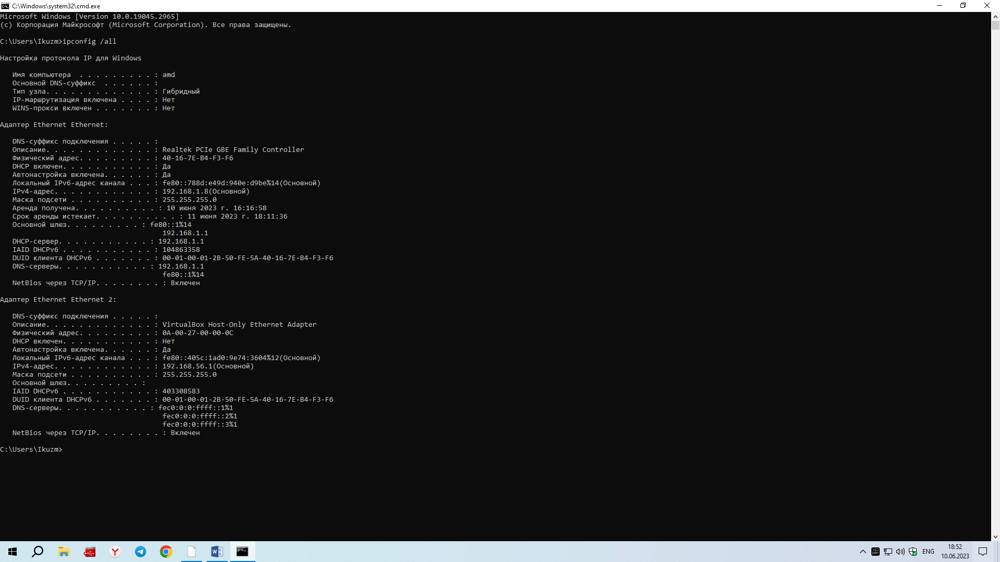 C:\Windows\system32\cmd.exe
Microsoft Windows [Version 10.0.19045.2965]
(c) Корпорация Майкрософт (Microsoft Corporation). Все права защищены.
C:\Users\Ikuzm>ipconfig /all
Настройка протокола IP для Windows
Имя компьютера  . . . . . . . . . : amd
Основной DNS-суффикс  . . . . . . :
Тип узла. . . . . . . . . . . . . : Гибридный
IP-маршрутизация включена . . . . : Нет
WINS-прокси включен . . . . . . . : Нет
Адаптер Ethernet Ethernet:
DNS-суффикс подключения . . . . . :
Описание. . . . . . . . . . . . . : Realtek PCIe GBE Family Controller
Физический адрес. . . . . . . . . : 40-16-7E-B4-F3-F6
DHCP включен. . . . . . . . . . . : Да
Автонастройка включена. . . . . . : Да
Локальный IPv6-адрес канала . . . : fe80::788d:e49d:940e:d9be%14(Основной)
IPv4-адрес. . . . . . . . . . . . : 192.168.1.8(Основной)
Маска подсети . . . . . . . . . . : 255.255.255.0
Аренда получена. . . . . . . . . . : 10 июня 2023 г. 16:16:58
Срок аренды истекает. . . . . . . . . . : 11 июня 2023 г. 18:11:36
Основной шлюз. . . . . . . . . : fe80::1%14
192.168.1.1
DHCP-сервер. . . . . . . . . . . : 192.168.1.1
IAID DHCPv6 . . . . . . . . . . . : 104863358
DUID клиента DHCPv6 . . . . . . . : 00-01-00-01-2B-50-FE-5A-40-16-7E-B4-F3-F6
DNS-серверы. . . . . . . . . . . : 192.168.1.1
fe80::1%14
NetBios через TCP/IP. . . . . . . . : Включен
Адаптер Ethernet Ethernet 2:
DNS-суффикс подключения . . . . . :
Описание. . . . . . . . . . . . . : VirtualBox Host-Only Ethernet Adapter
Физический адрес. . . . . . . . . : 0A-00-27-00-00-0C
DHCP включен. . . . . . . . . . . : Нет
Автонастройка включена. . . . . . : Да
Локальный IPv6-адрес канала . . . : fe80::405c:1ad0:9e74:3604%12(Основной)
IPv4-адрес. . . . . . . . . . . . : 192.168.56.1(Основной)
Маска подсети . . . . . . . . . . : 255.255.255.0
Основной шлюз. . . . . . . . . :
IAID DHCPv6 . . . . . . . . . . . : 403308583
DUID клиента DHCPv6 . . . . . . . : 00-01-00-01-2B-50-FE-5A-40-16-7E-B4-F3-F6
DNS-серверы. . . . . . . . . . . : fec0:0:0:ffff::1%1
fec0:0:0:ffff::2%1
fec0:0:0:ffff::3%1
NetBios через TCP/IP. . . . . . . . : Включен
C:\Users\Ikuzm>
ENG
18:52
10.06.2023